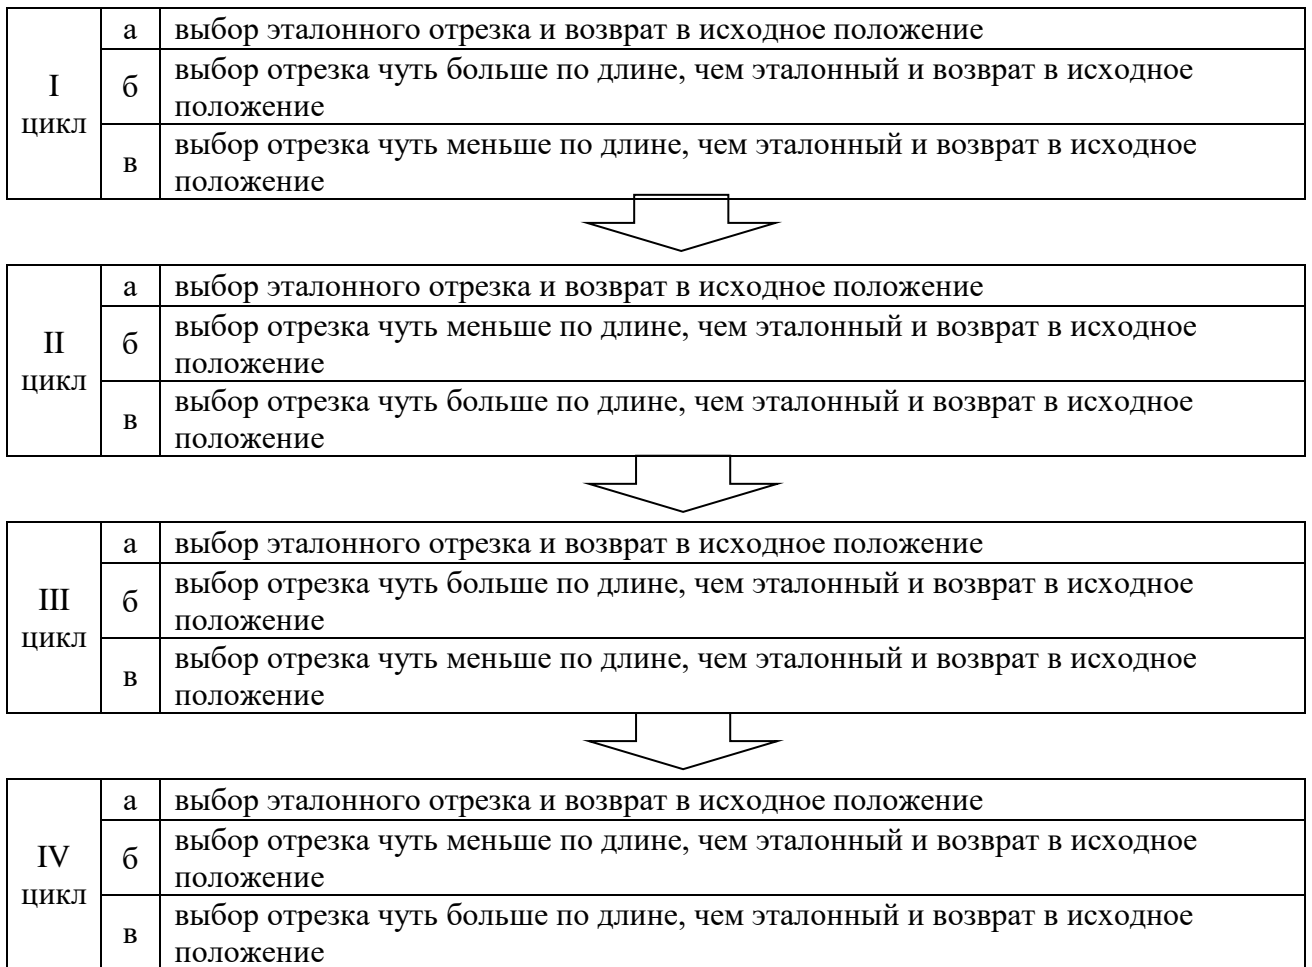 I
цикл
а
выбор эталонного отрезка и возврат в исходное положение
б
выбор отрезка чуть больше по длине, чем эталонный и возврат в исходное
положение
в
выбор отрезка чуть меньше по длине, чем эталонный и возврат в исходное
положение
II
цикл
а
выбор эталонного отрезка и возврат в исходное положение
б
выбор отрезка чуть меньше по длине, чем эталонный и возврат в исходное
положение
в
выбор отрезка чуть больше по длине, чем эталонный и возврат в исходное
положение
III
цикл
а
выбор эталонного отрезка и возврат в исходное положение
б
выбор отрезка чуть больше по длине, чем эталонный и возврат в исходное
положение
в
выбор отрезка чуть меньше по длине, чем эталонный и возврат в исходное
положение
IV
цикл
а
выбор эталонного отрезка и возврат в исходное положение
б
выбор отрезка чуть меньше по длине, чем эталонный и возврат в исходное
положение
в
выбор отрезка чуть больше по длине, чем эталонный и возврат в исходное
положение